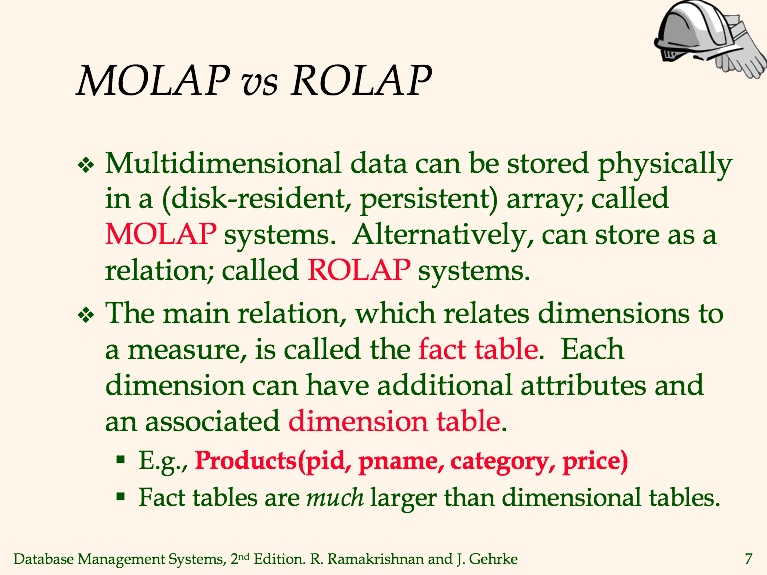 MOLAP vs ROLAP
❖ Multidimensional data can be stored physically
in a (disk-resident, persistent) array; called
MOLAP systems.  Alternatively, can store as a
relation; called ROLAP systems.
❖ The main relation, which relates dimensions to
a measure, is called the fact table.  Each
dimension can have additional attributes and
an associated dimension table.
▪ E.g., Products(pid, pname, category, price)
▪ Fact tables are much larger than dimensional tables.
Database Management Systems, 2nd Edition. R. Ramakrishnan and J. Gehrke 7